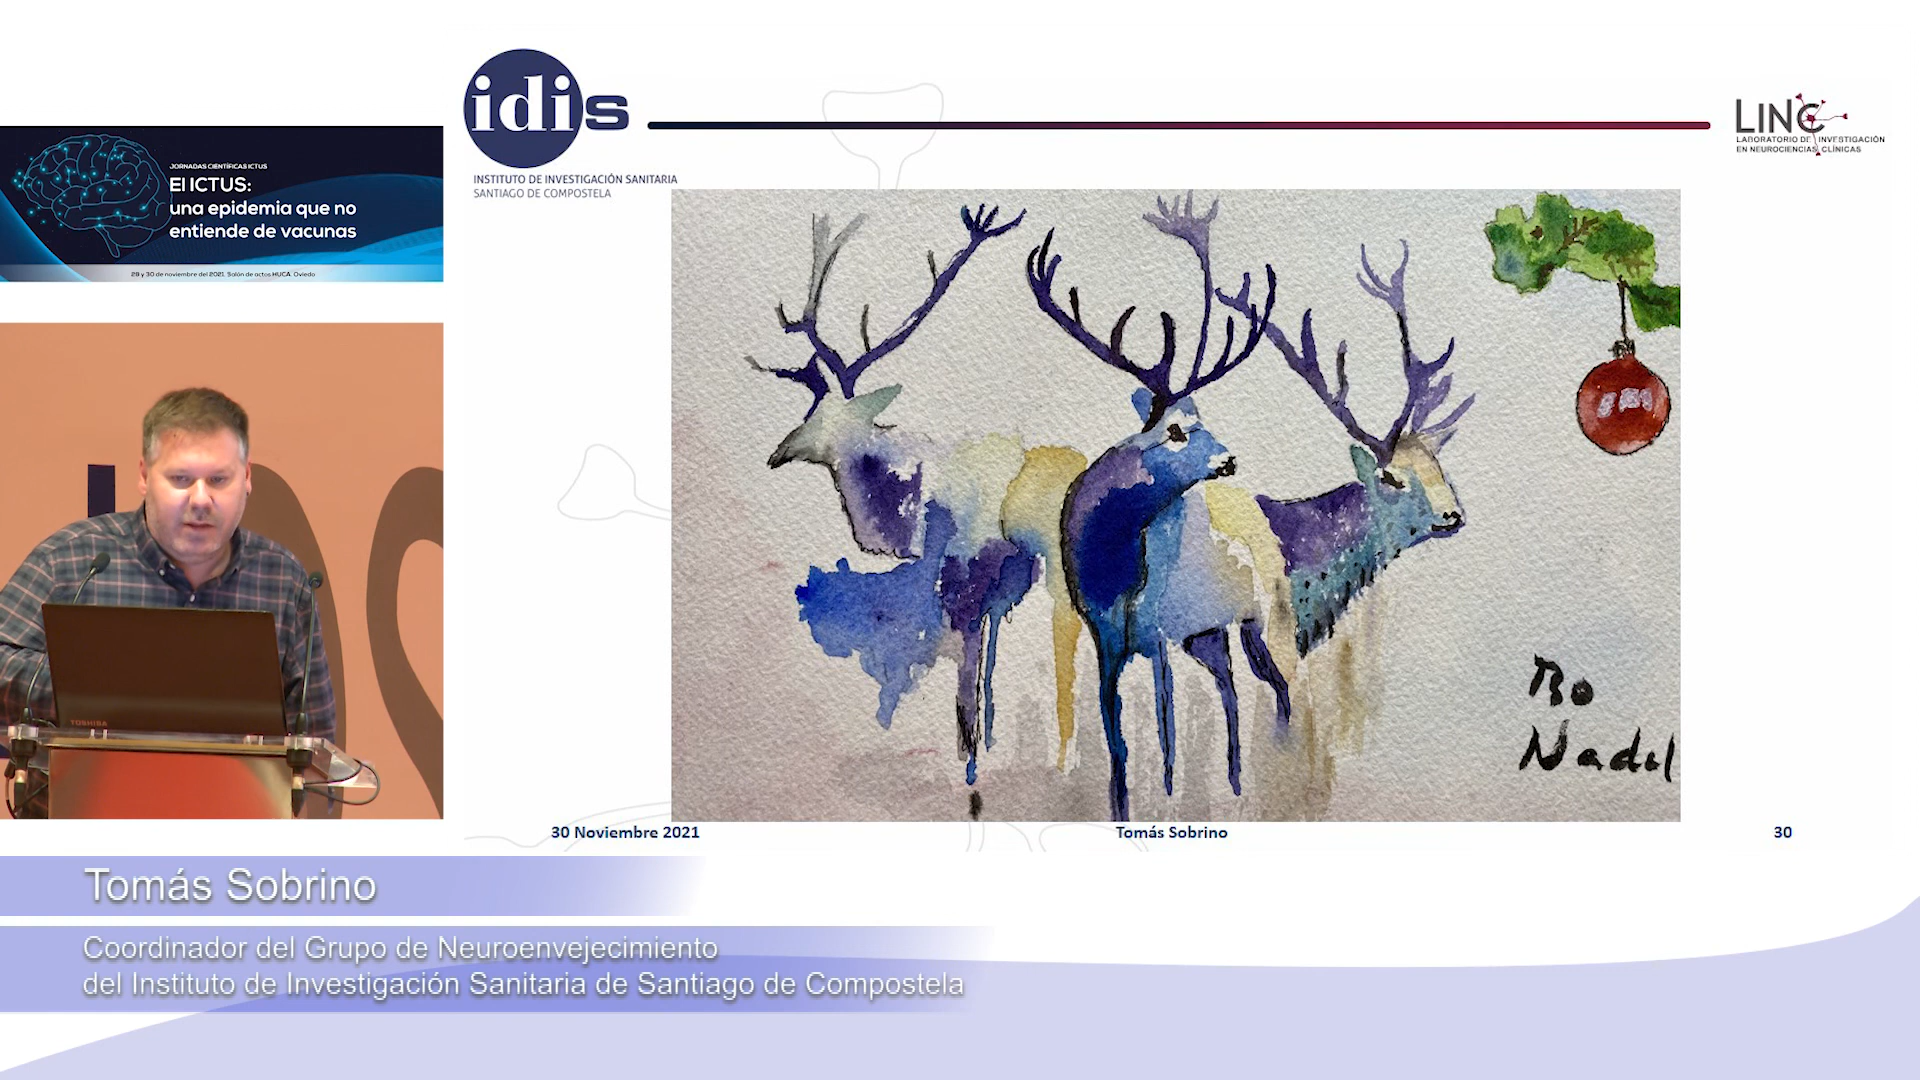 idis
INSTITUTO DE INVESTIGACIÓN SANITARIA
SANTIAGO DE COMPOSTELA
LINC
LABORATORIO DE INVESTIGACIÓN
EN NEUROCIENCIAS CLÍNICAS
JORNADAS CIENTÍFICAS ICTUS
El ICTUS:
una epidemia que no
entiende de vacunas
29 y 30 de noviembre del 2021. Salón de actos HUCA. Oviedo
TOSHIBA
Bo
Nadal
30 Noviembre 2021
Tomás Sobrino
30
Tomás Sobrino
Coordinador del Grupo de Neuroenvejecimiento
del Instituto de Investigación Sanitaria de Santiago de Compostela